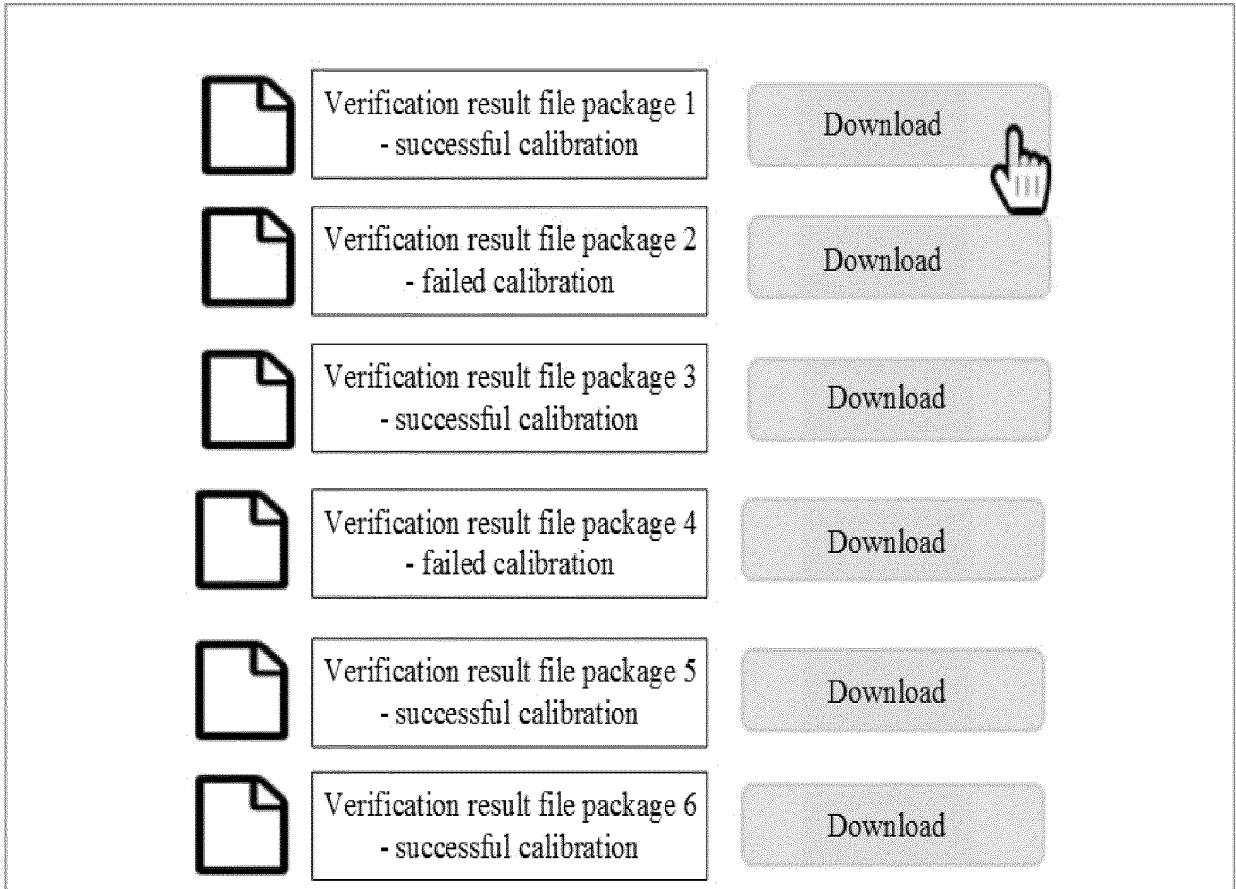 Verification result file package 1
- successful calibration
Download
Verification result file package 2
- failed calibration
Download
Verification result file package 3
- successful calibration
Download
Verification result file package 4
- failed calibration
Download
Verification result file package 5
- successful calibration
Download
Verification result file package 6
- successful calibration
Download